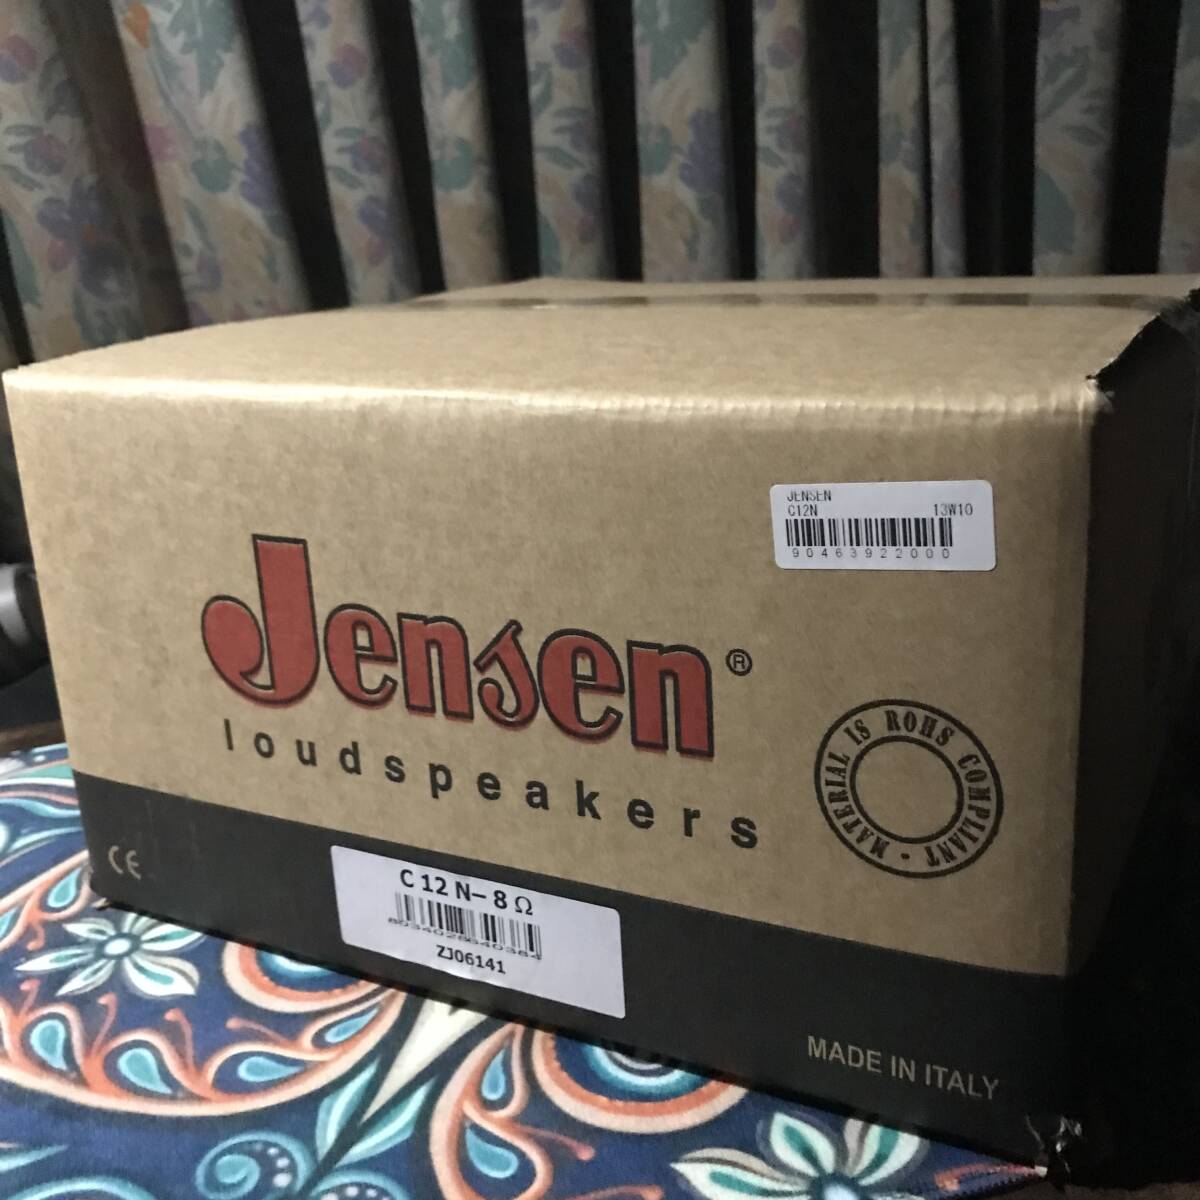 JENSEN
C12N 13W10
90463922000
Jensen®
loudspeakers
MATERIAL IS ROHS COMPLIANT •
CE
C 12 N– 8 Ω
ZJ06141
MADE IN ITALY